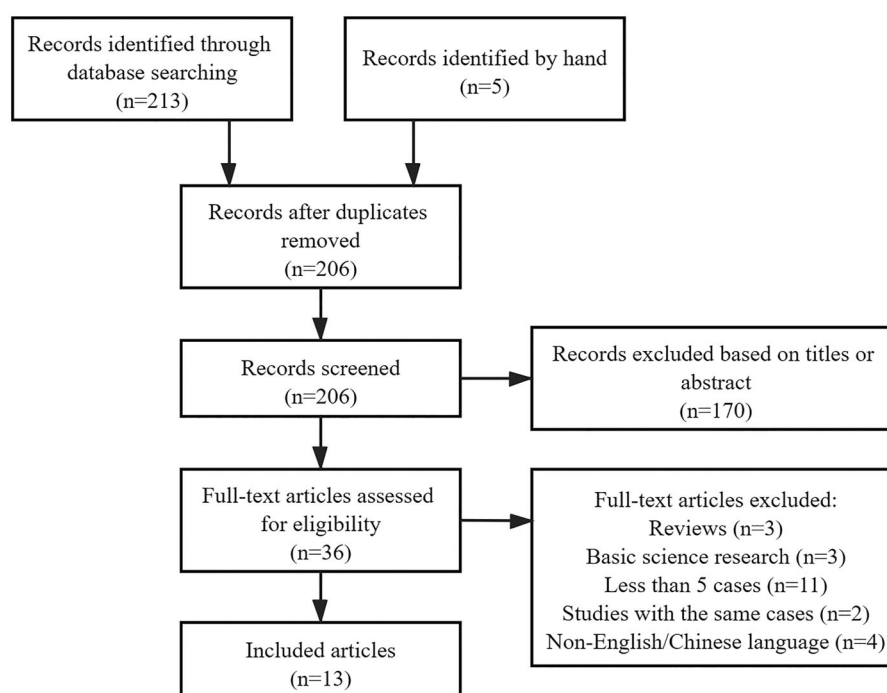 Records identified through
database searching
(n=213)
Records identified by hand
(n=5)
Records after duplicates
removed
(n=206)
Records screened
(n=206)
Records excluded based on titles or
abstract
(n=170)
Full-text articles assessed
for eligibility
(n=36)
Full-text articles excluded:
Reviews (n=3)
Basic science research (n=3)
Less than 5 cases (n=11)
Studies with the same cases (n=2)
Non-English/Chinese language (n=4)
Included articles
(n=13)